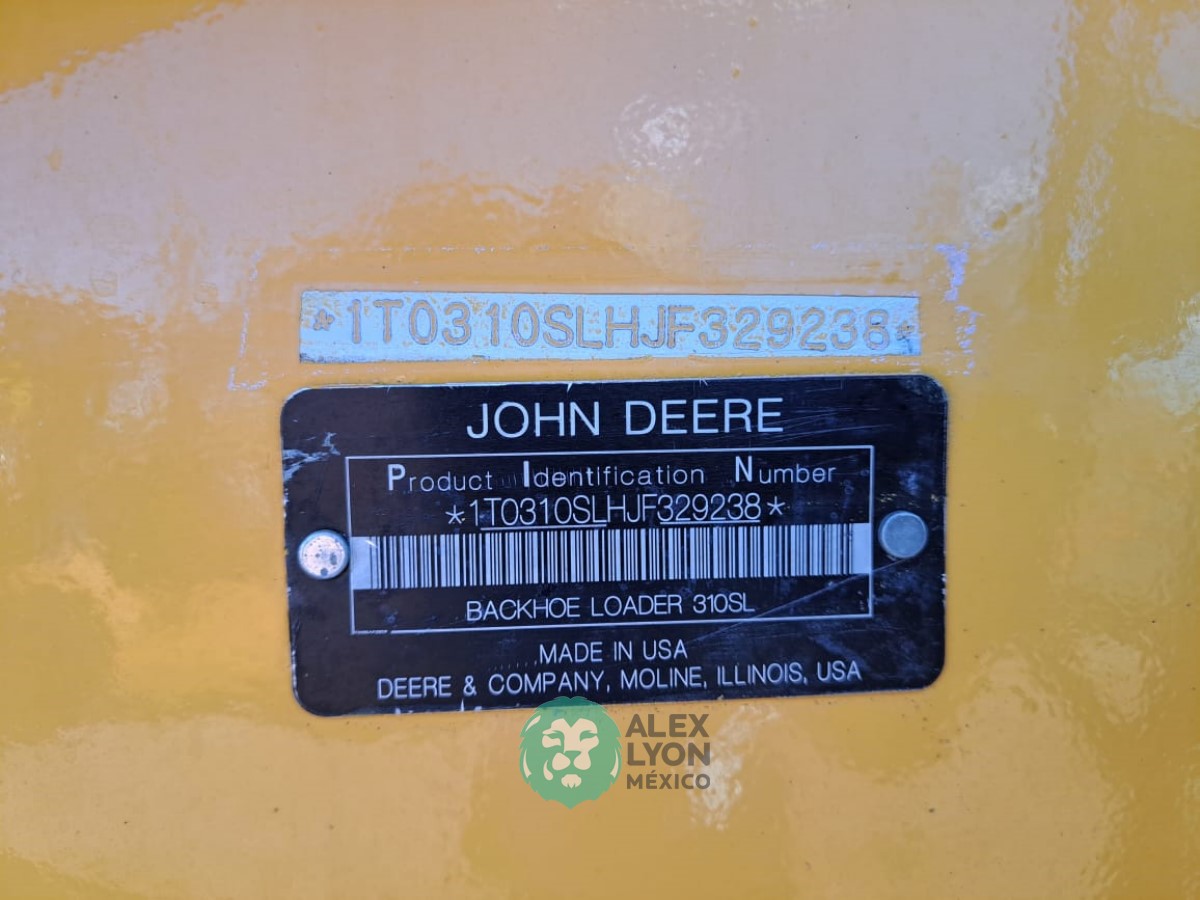 *1T0310SLHJF329238*
JOHN DEERE
Product Identification Number
*1T0310SLHJF329238*
BACKHOE LOADER 310SL
MADE IN USA
DEERE & COMPANY, MOLINE, ILLINOIS, USA
ALEX
LYON
MÉXICO